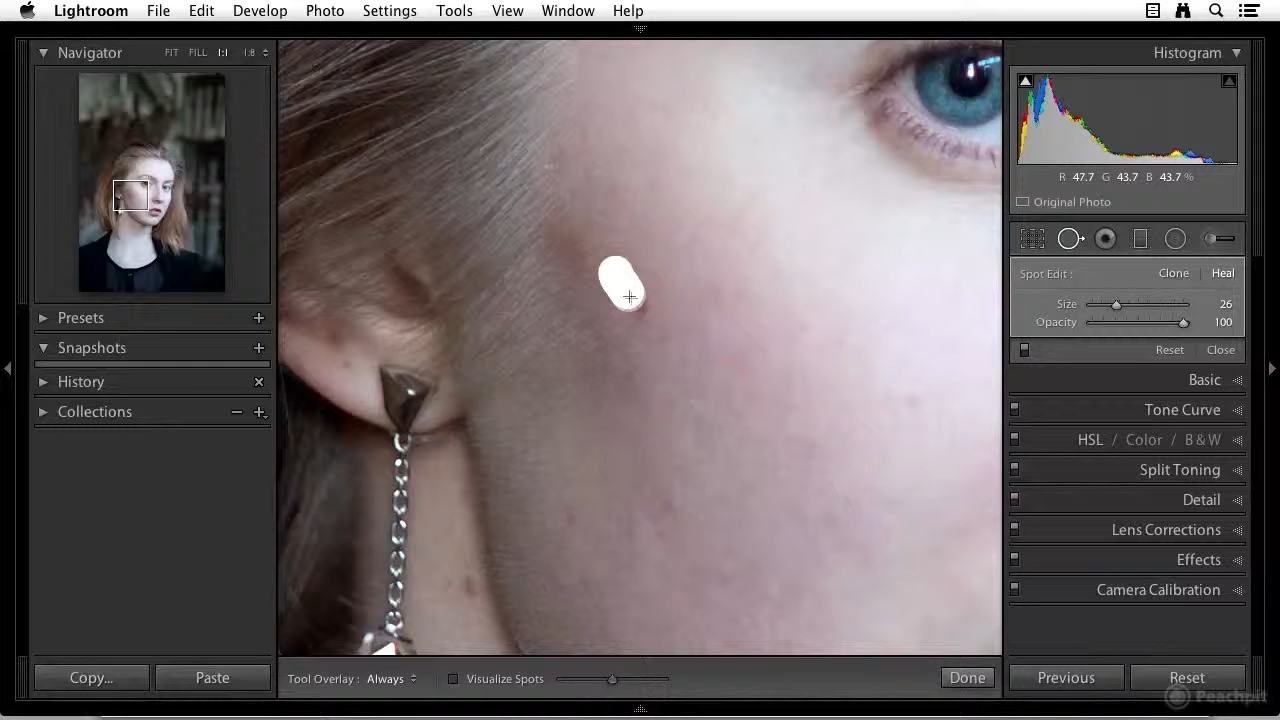 Lightroom File Edit Develop Photo Settings Tools View Window Help
Navigator FIT FILL 1:1 1:8
Presets +
Snapshots +
History ×
Collections − +
Copy... Paste
Tool Overlay : Always Visualize Spots Done
Histogram
R 47.7 G 43.7 B 43.7 %
Original Photo
Spot Edit : Clone Heal
Size 26
Opacity 100
Reset Close
Basic
Tone Curve
HSL / Color / B & W
Split Toning
Detail
Lens Corrections
Effects
Camera Calibration
Previous Reset
Peachpit